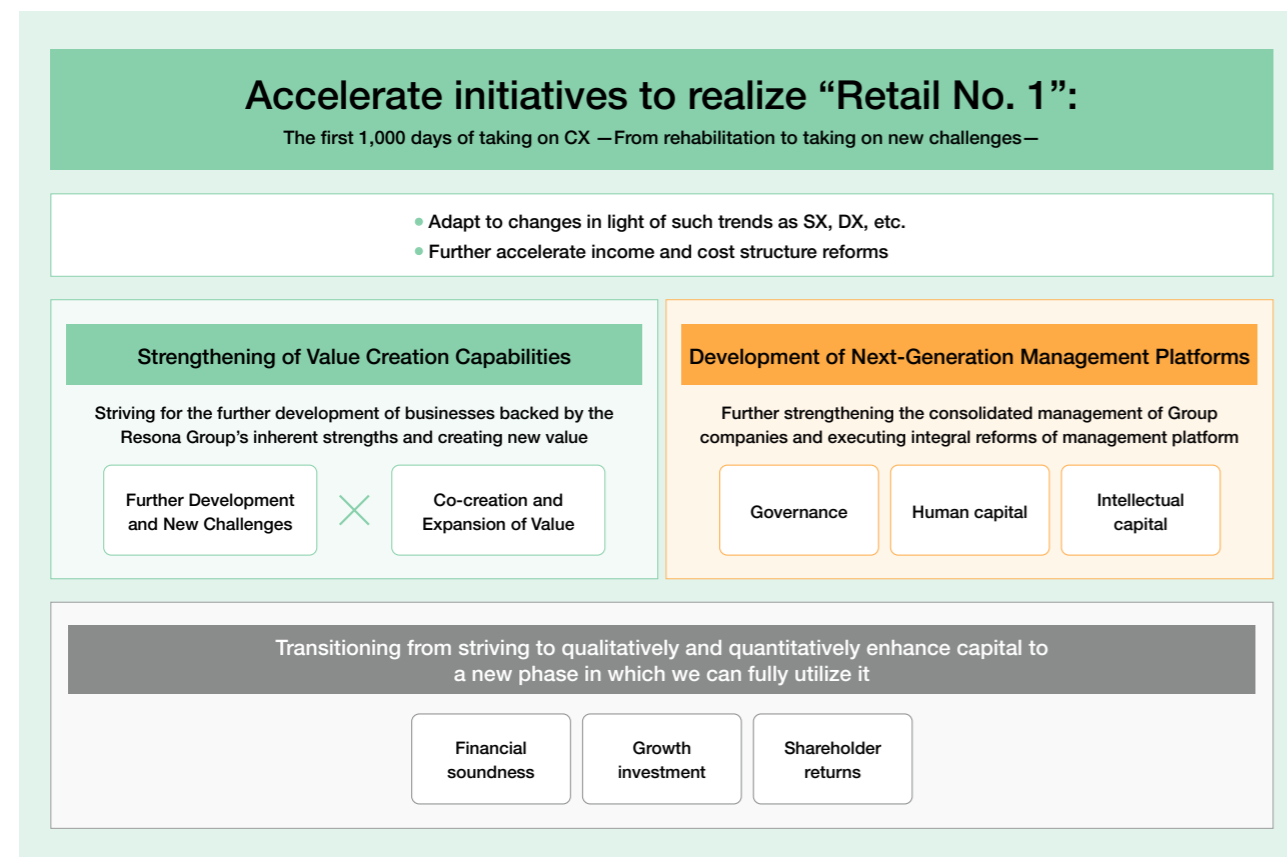 Accelerate initiatives to realize “Retail No. 1”:
The first 1,000 days of taking on CX —From rehabilitation to taking on new challenges—
• Adapt to changes in light of such trends as SX, DX, etc.
• Further accelerate income and cost structure reforms
Strengthening of Value Creation Capabilities
Striving for the further development of businesses backed by the
Resona Group’s inherent strengths and creating new value
Further Development
and New Challenges
Co-creation and
Expansion of Value
Development of Next-Generation Management Platforms
Further strengthening the consolidated management of Group
companies and executing integral reforms of management platform
Governance
Human capital
Intellectual
capital
Transitioning from striving to qualitatively and quantitatively enhance capital to
a new phase in which we can fully utilize it
Financial
soundness
Growth
investment
Shareholder
returns